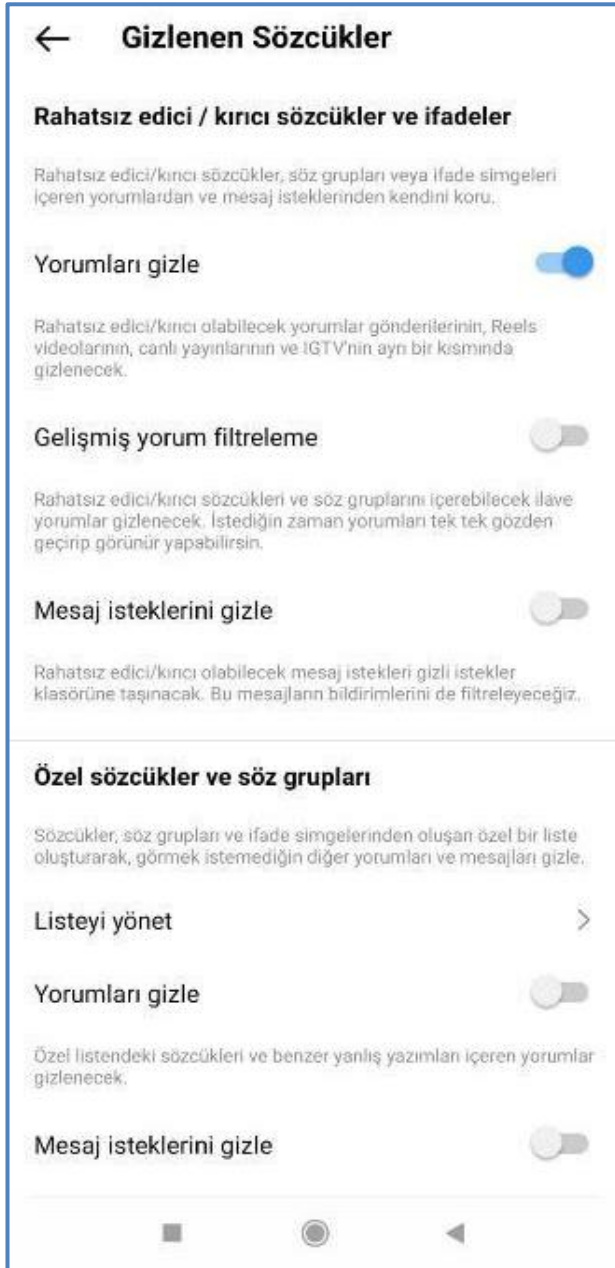 Gizlenen Sözcükler
Rahatsız edici / kırıcı sözcükler ve ifadeler
Rahatsız edici/kırıcı sözcükler, söz grupları veya ifade simgeleri
içeren yorumlardan ve mesaj isteklerinden kendini koru.
Yorumları gizle
Rahatsız edici/kırıcı olabilecek yorumlar gönderilerinin, Reels
videolarının, canlı yayınlarının ve IGTV'nin ayrı bir kısmında
gizlenecek.
Gelişmiş yorum filtreleme
Rahatsız edici/kırıcı sözcükleri ve söz gruplarını içerebilecek ilave
yorumlar gizlenecek. İstediğin zaman yorumları tek tek gözden
geçirip görünür yapabilirsin.
Mesaj isteklerini gizle
Rahatsız edici/kırıcı olabilecek mesaj istekleri gizli istekler
klasörüne taşınacak. Bu mesajların bildirimlerini de filtreleyeceğiz.
Özel sözcükler ve söz grupları
Sözcükler, söz grupları ve ifade simgelerinden oluşan özel bir liste
oluşturarak, görmek istemediğin diğer yorumları ve mesajları gizle.
Listeyi yönet
Yorumları gizle
Özel listendeki sözcükleri ve benzer yanlış yazımları içeren yorumlar
gizlenecek.
Mesaj isteklerini gizle